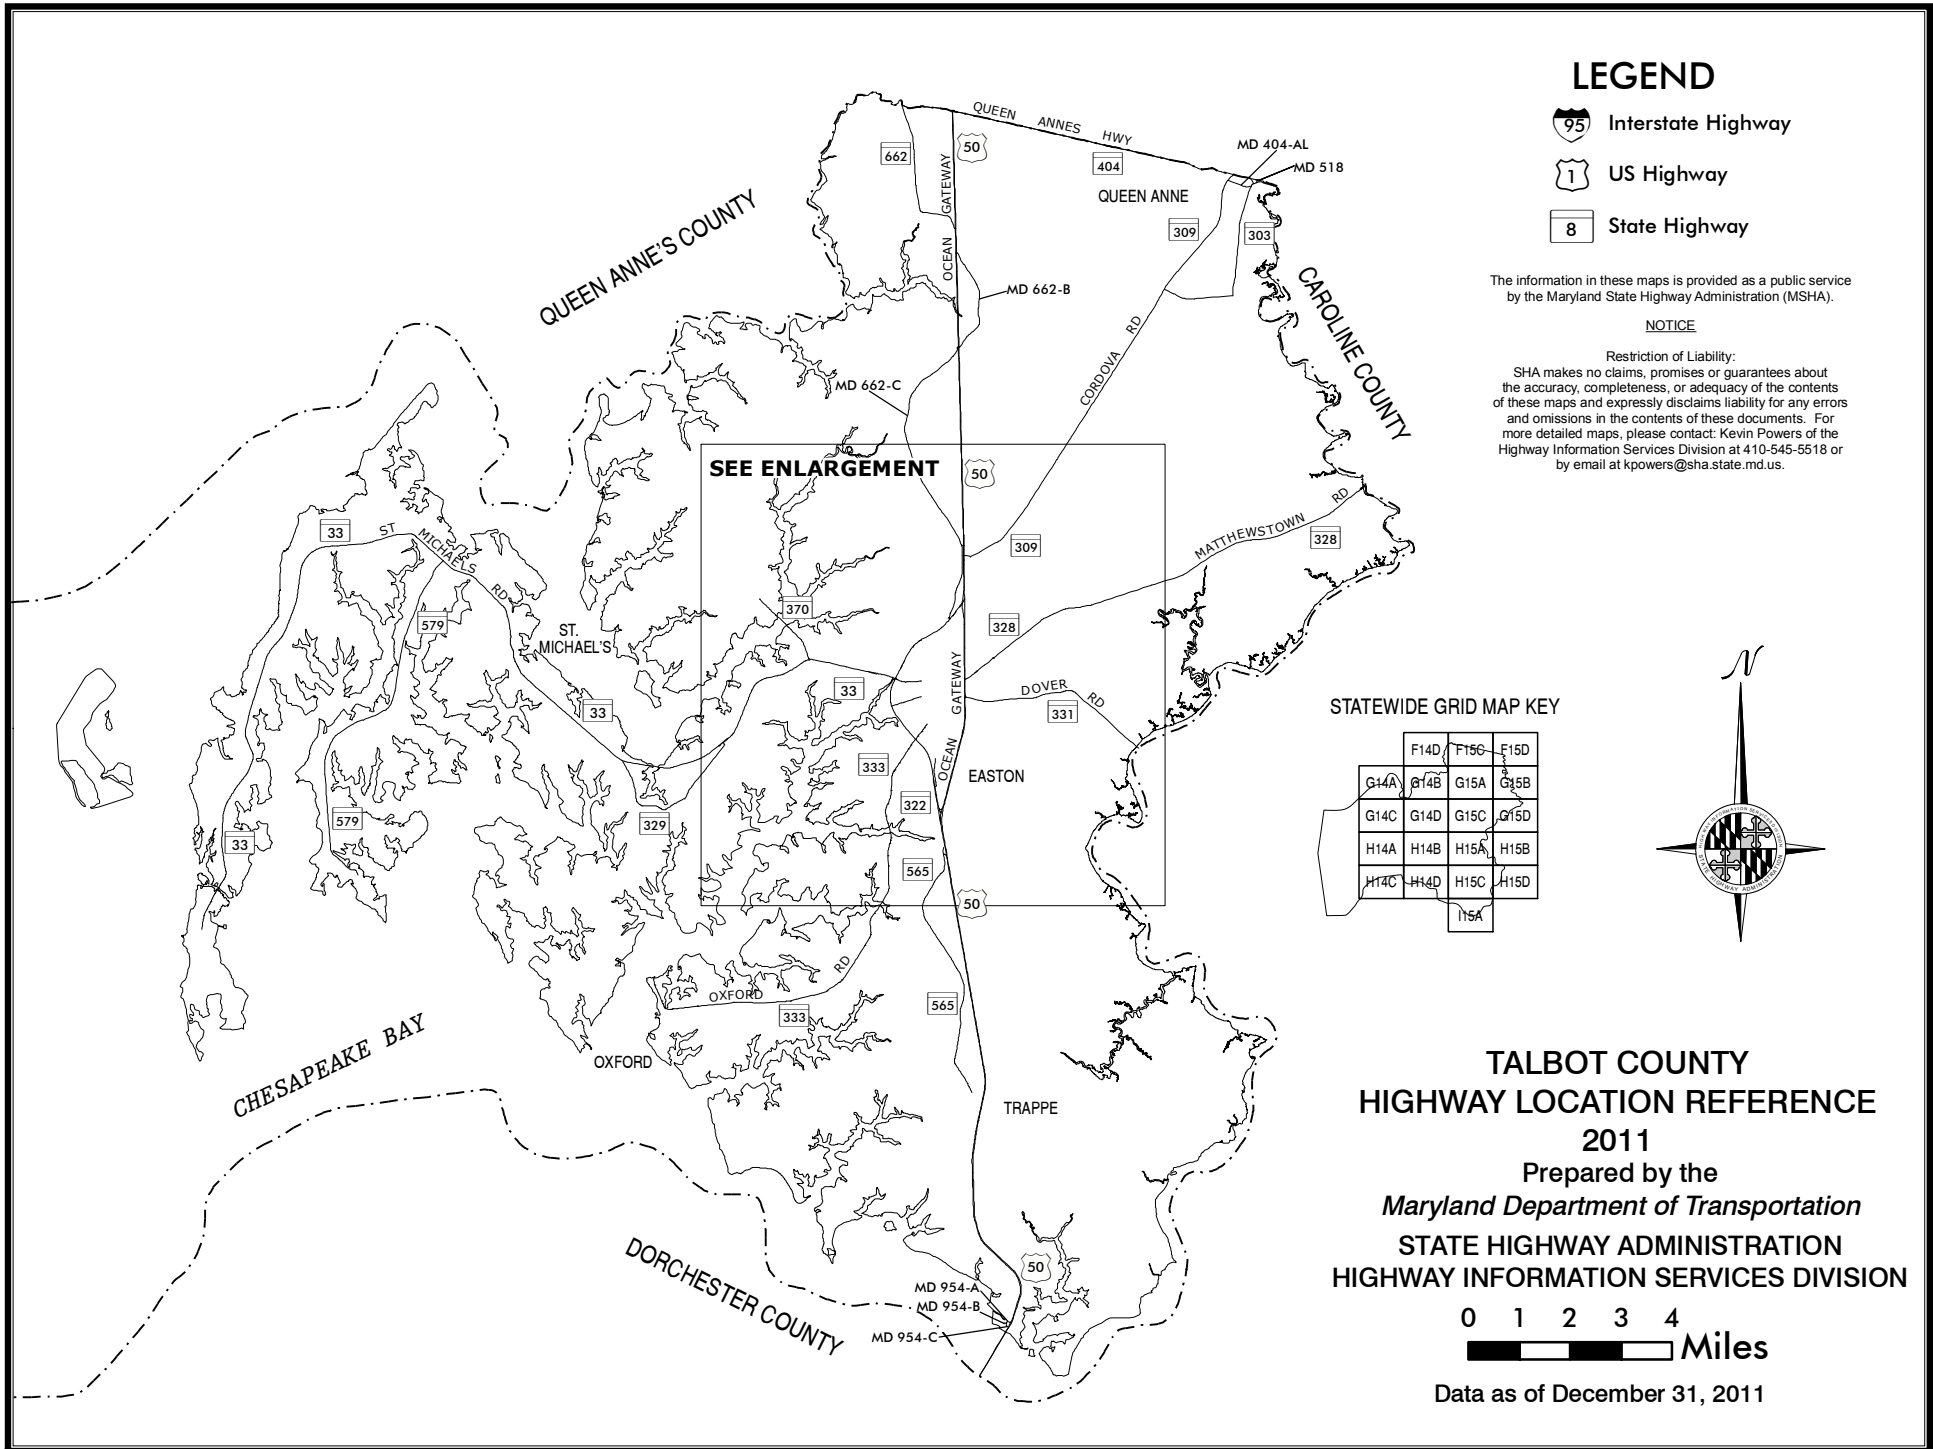 LEGEND
95 Interstate Highway
1 US Highway
8 State Highway
The information in these maps is provided as a public service
by the Maryland State Highway Administration (MSHA).
NOTICE
Restriction of Liability:
SHA makes no claims, promises or guarantees about
the accuracy, completeness, or adequacy of the contents
of these maps and expressly disclaims liability for any errors
and omissions in the contents of these documents. For
more detailed maps, please contact: Kevin Powers of the
Highway Information Services Division at 410-545-5518 or
by email at kpowers@sha.state.md.us.
QUEEN ANNES HWY
50
662
404
MD 404-AL
MD 518
QUEEN ANNE
309
303
OCEAN GATEWAY
QUEEN ANNE'S COUNTY
CAROLINE COUNTY
MD 662-B
CORDOVA RD
MD 662-C
SEE ENLARGEMENT
50
33
ST MICHAELS RD
309
MATTHEWSTOWN RD
328
370
579
328
ST.
MICHAEL'S
33
33
DOVER RD
331
OCEAN GATEWAY
333
EASTON
322
579
329
33
565
50
OXFORD RD
333
565
OXFORD
CHESAPEAKE BAY
TRAPPE
50
DORCHESTER COUNTY
MD 954-A
MD 954-B
MD 954-C
STATEWIDE GRID MAP KEY
F14D F15C F15D
G14A G14B G15A G15B
G14C G14D G15C G15D
H14A H14B H15A H15B
H14C H14D H15C H15D
I15A
N
HIGHWAY INFORMATION SERVICES DIVISION
STATE HIGHWAY ADMINISTRATION
TALBOT COUNTY
HIGHWAY LOCATION REFERENCE
2011
Prepared by the
Maryland Department of Transportation
STATE HIGHWAY ADMINISTRATION
HIGHWAY INFORMATION SERVICES DIVISION
0 1 2 3 4
Miles
Data as of December 31, 2011